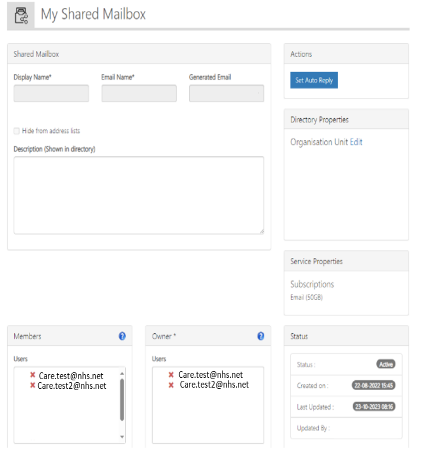 My Shared Mailbox
Shared Mailbox
Display Name*
Email Name*
Generated Email
Hide from address lists
Description (Shown in directory)
Actions
Set Auto Reply
Directory Properties
Organisation Unit Edit
Service Properties
Subscriptions
Email (50GB)
Members
Users
Care.test@nhs.net
Care.test2@nhs.net
Owner *
Users
Care.test@nhs.net
Care.test2@nhs.net
Status
Status : Active
Created on : 22-08-2022 15:45
Last Updated : 23-10-2023 08:16
Updated By :